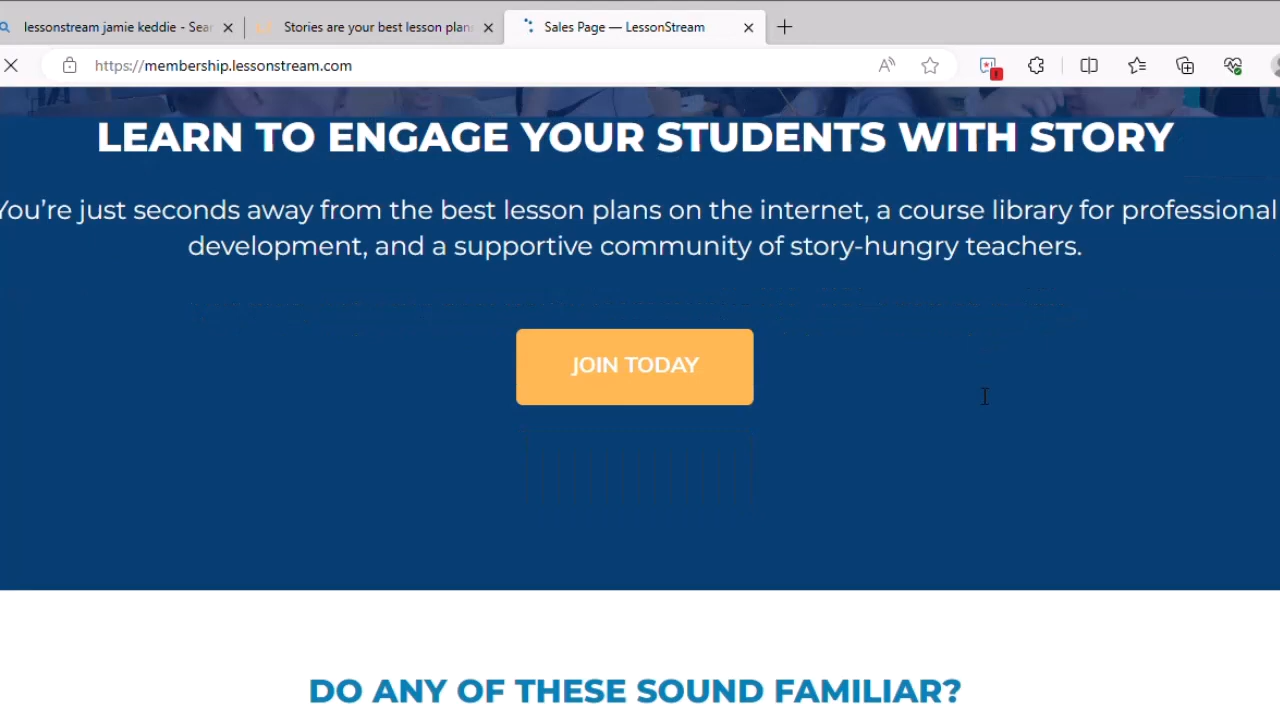 lessonstream jamie keddie - Sear
Stories are your best lesson plans
Sales Page — LessonStream
https://membership.lessonstream.com
LEARN TO ENGAGE YOUR STUDENTS WITH STORY
You’re just seconds away from the best lesson plans on the internet, a course library for professional
development, and a supportive community of story-hungry teachers.
JOIN TODAY
DO ANY OF THESE SOUND FAMILIAR?